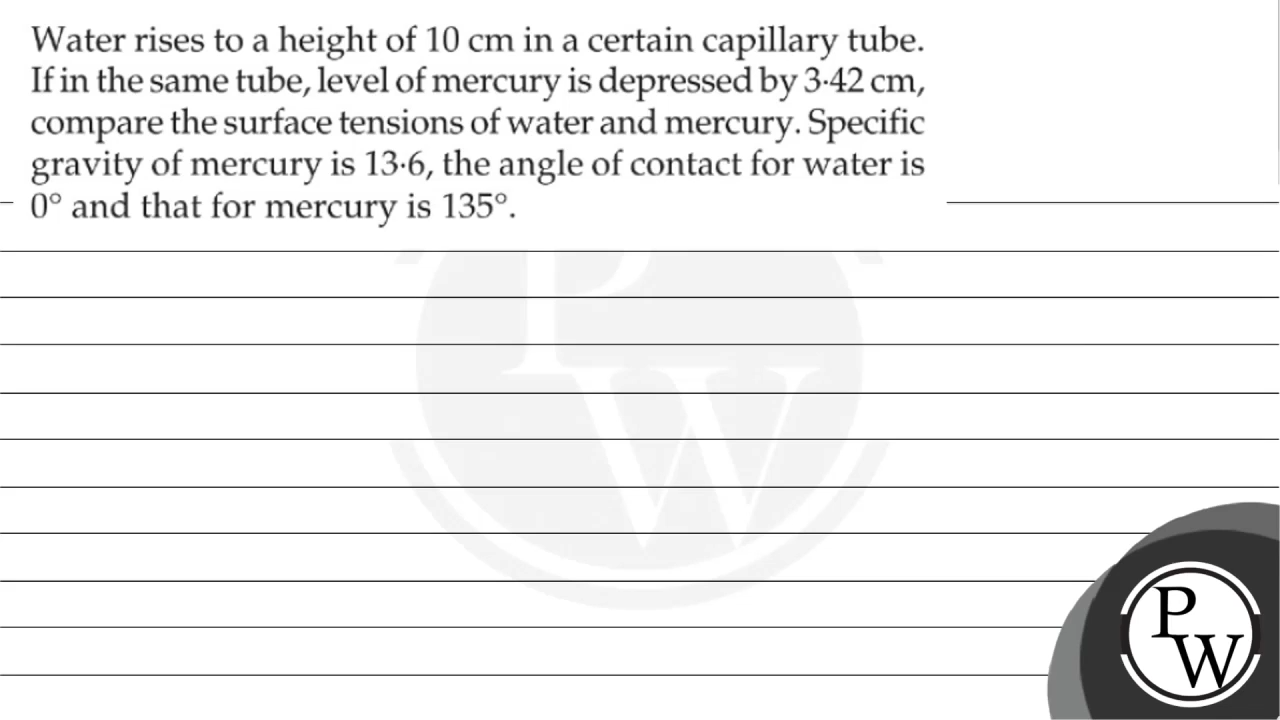 Water rises to a height of 10 cm in a certain capillary tube.
If in the same tube, level of mercury is depressed by 3·42 cm,
compare the surface tensions of water and mercury. Specific
gravity of mercury is 13·6, the angle of contact for water is
0° and that for mercury is 135°.
P
W
P
W